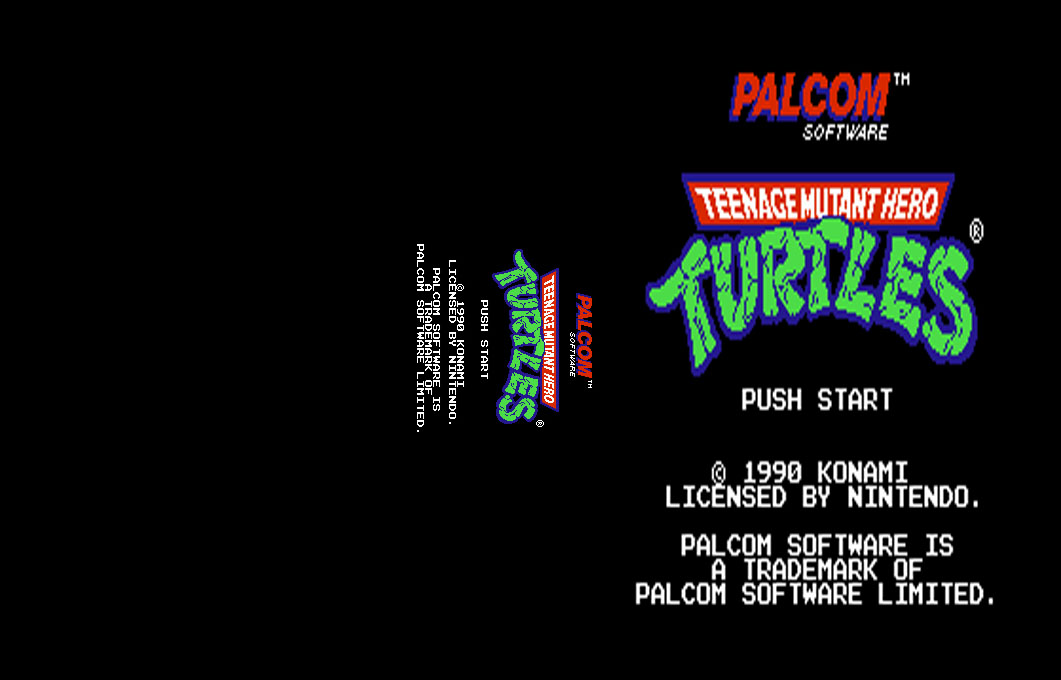 PALCOM™
SOFTWARE
TEENAGE MUTANT HERO
TURTLES®
PUSH START
© 1990 KONAMI
LICENSED BY NINTENDO.
PALCOM SOFTWARE IS
A TRADEMARK OF
PALCOM SOFTWARE LIMITED.
PALCOM™
SOFTWARE
TEENAGE MUTANT HERO
TURTLES®
PUSH START
© 1990 KONAMI
LICENSED BY NINTENDO.
PALCOM SOFTWARE IS
A TRADEMARK OF
PALCOM SOFTWARE LIMITED.